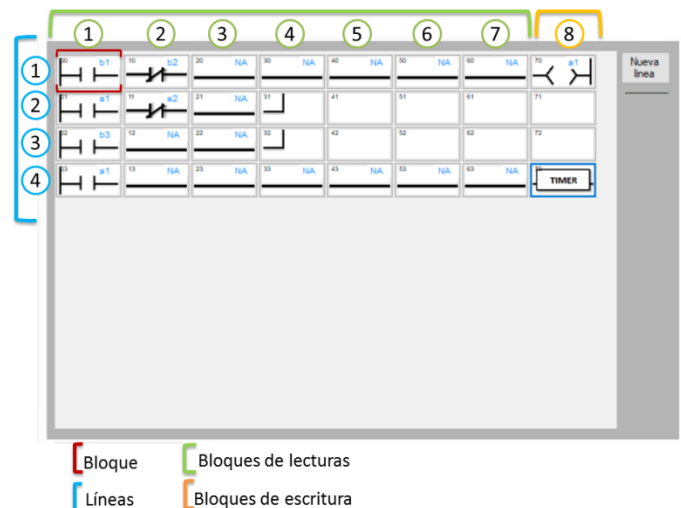 1 2 3 4 5 6 7 8
1 00 b1 10 b2 20 NA 30 NA 40 NA 50 NA 60 NA 70 a1 Nueva
linea
2 01 a1 11 e2 21 NA 31 41 51 61 71
3 02 b3 12 NA 22 NA 32 42 52 62 72
4 03 a1 13 NA 23 NA 33 NA 43 NA 53 NA 63 NA TIMER
Bloque Bloques de lecturas
Líneas Bloques de escritura